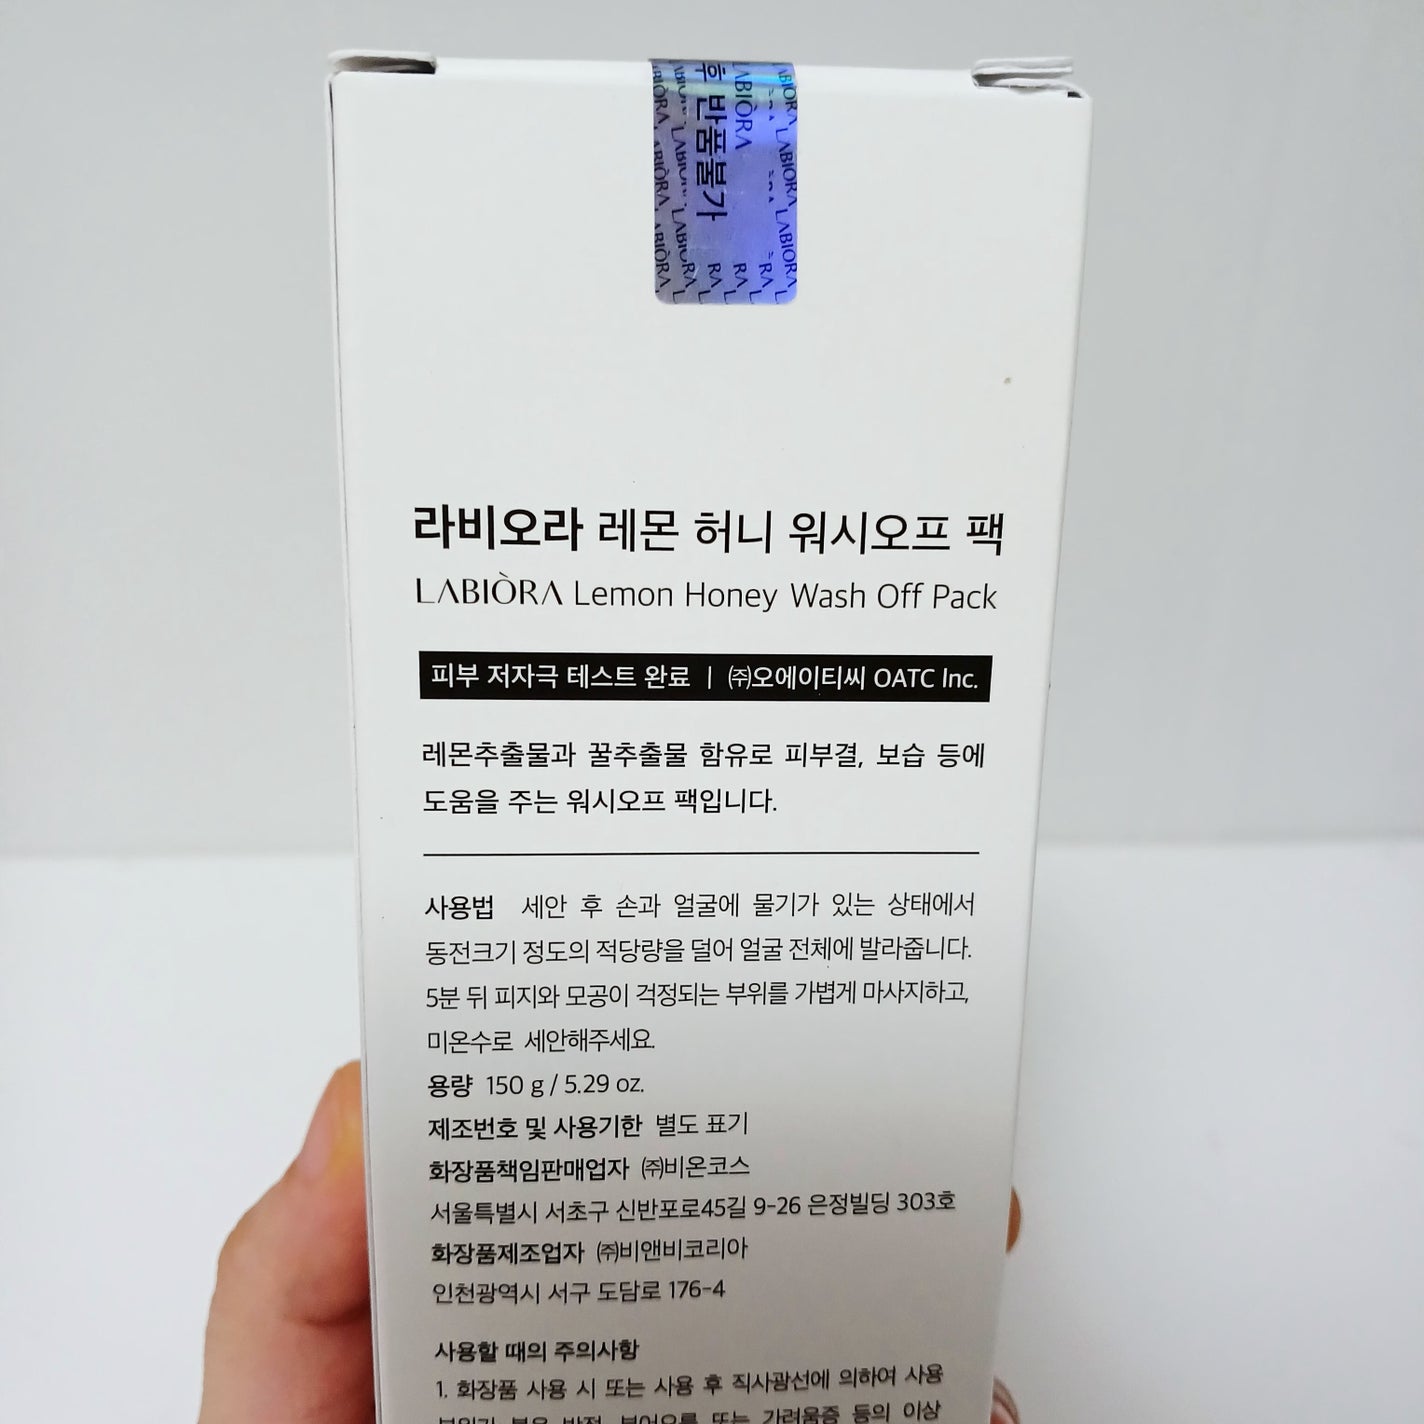 후 반품불가
LABIÒRA
라비오라 레몬 허니 워시오프 팩
LABIÒRA Lemon Honey Wash Off Pack
피부 저자극 테스트 완료 | ㈜오에이티씨 OATC Inc.
레몬추출물과 꿀추출물 함유로 피부결, 보습 등에
도움을 주는 워시오프 팩입니다.
사용법 세안 후 손과 얼굴에 물기가 있는 상태에서
동전크기 정도의 적당량을 덜어 얼굴 전체에 발라줍니다.
5분 뒤 피지와 모공이 걱정되는 부위를 가볍게 마사지하고,
미온수로 세안해주세요.
용량 150 g / 5.29 oz.
제조번호 및 사용기한 별도 표기
화장품책임판매업자 ㈜비온코스
서울특별시 서초구 신반포로45길 9-26 은정빌딩 303호
화장품제조업자 ㈜비앤비코리아
인천광역시 서구 도담로 176-4
사용할 때의 주의사항
1. 화장품 사용 시 또는 사용 후 직사광선에 의하여 사용
또는 가려움증 등의 이상